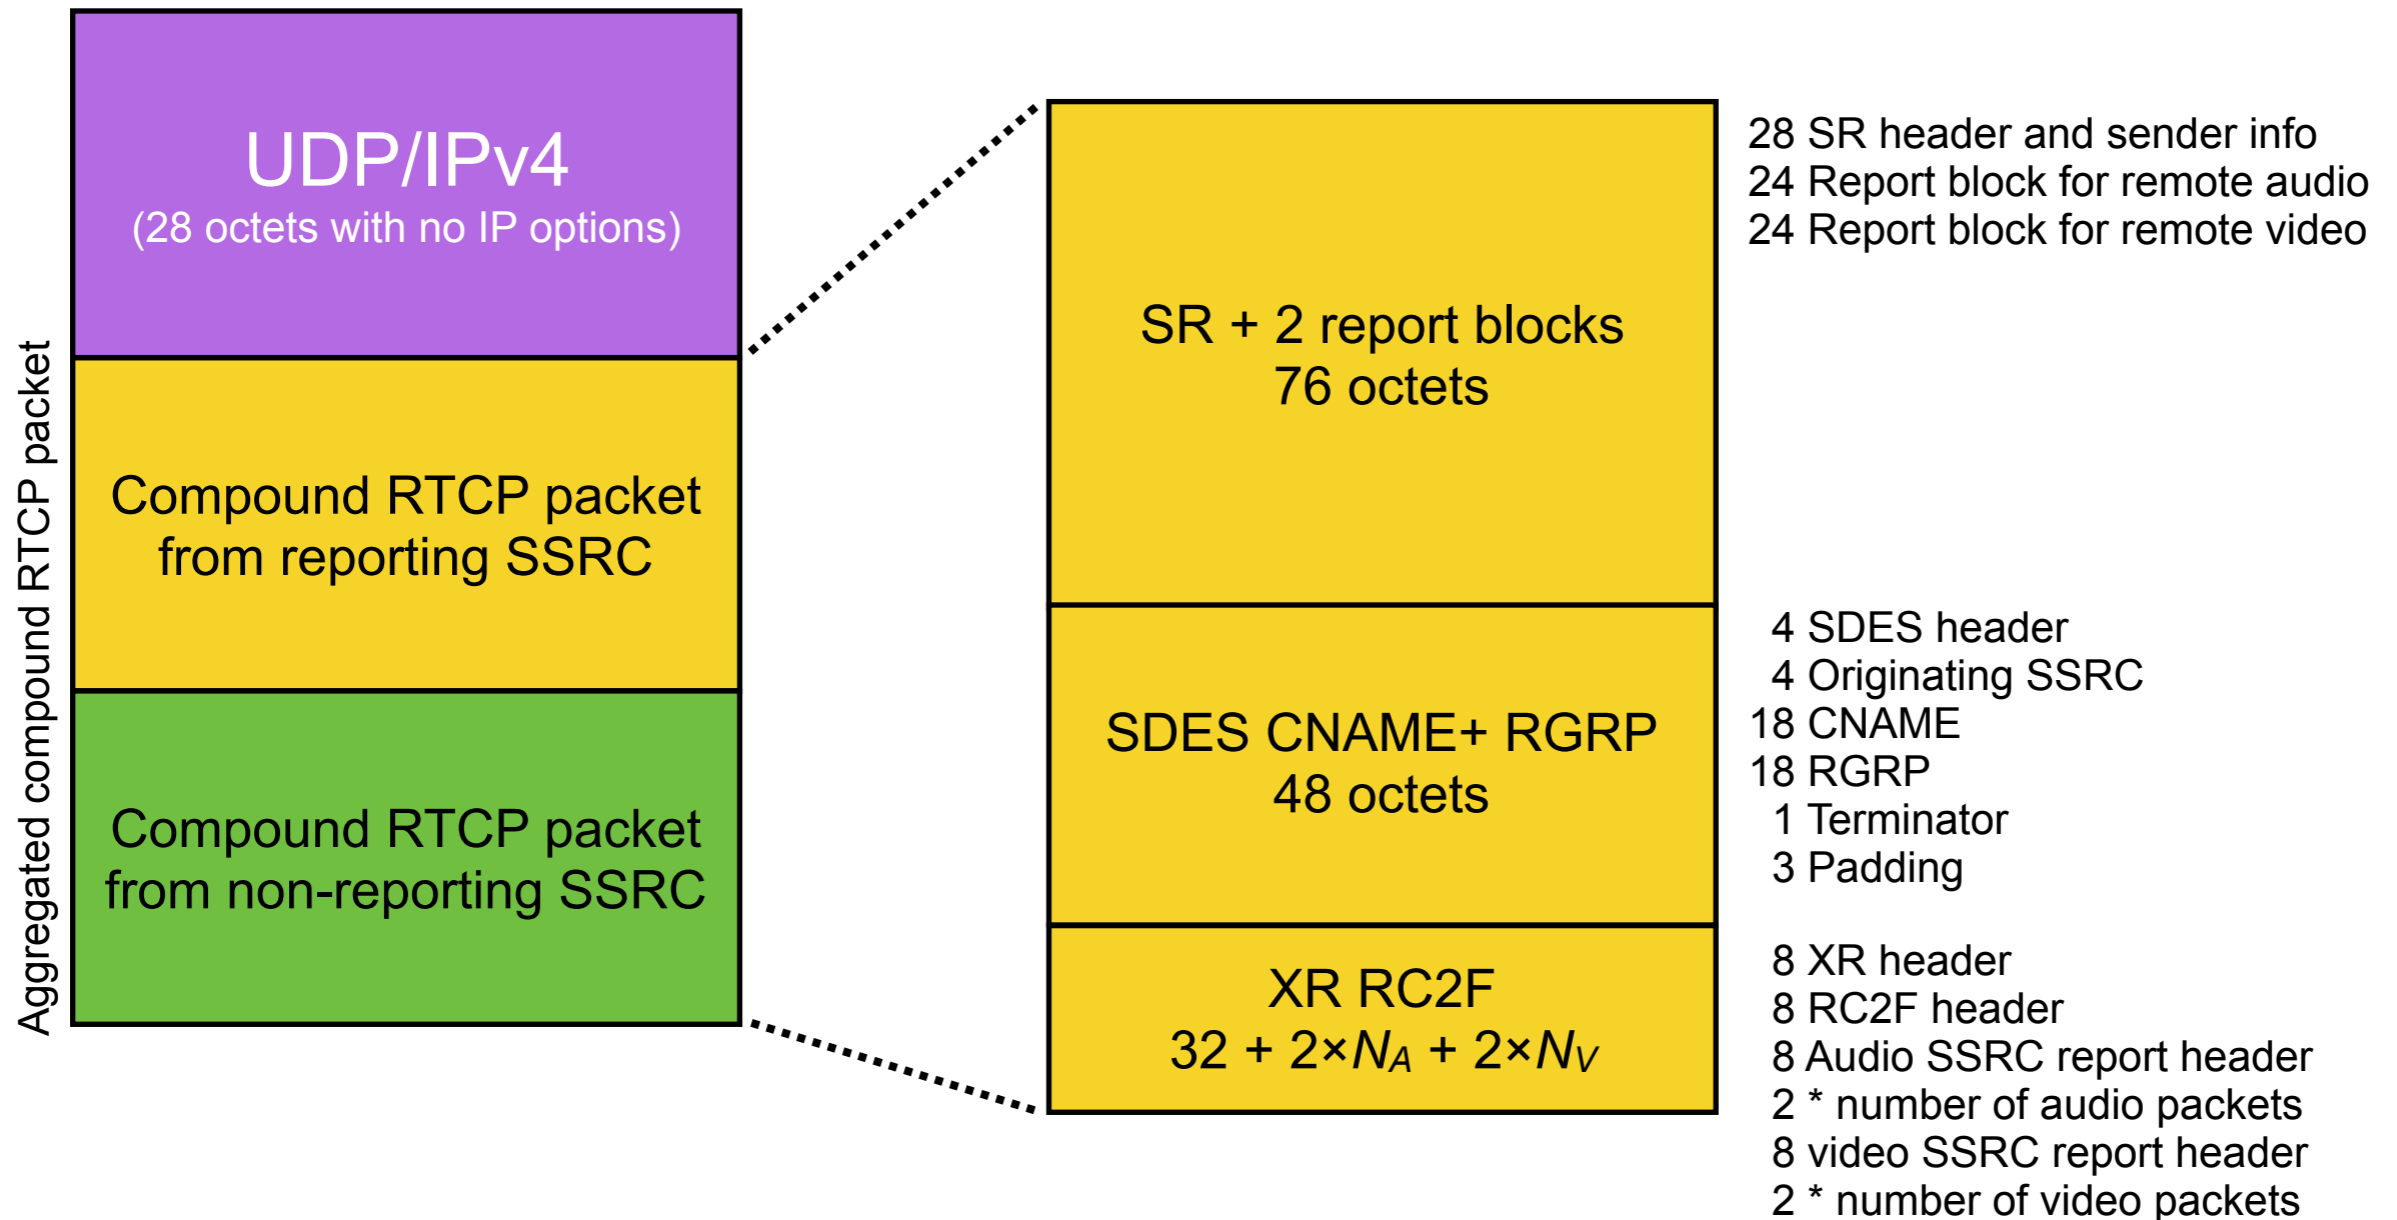 Aggregated compound RTCP packet
UDP/IPv4
(28 octets with no IP options)
Compound RTCP packet
from reporting SSRC
Compound RTCP packet
from non-reporting SSRC
SR + 2 report blocks
76 octets
SDES CNAME+ RGRP
48 octets
XR RC2F
32 + 2×NA + 2×NV
28 SR header and sender info
24 Report block for remote audio
24 Report block for remote video
4 SDES header
4 Originating SSRC
18 CNAME
18 RGRP
1 Terminator
3 Padding
8 XR header
8 RC2F header
8 Audio SSRC report header
2 * number of audio packets
8 video SSRC report header
2 * number of video packets